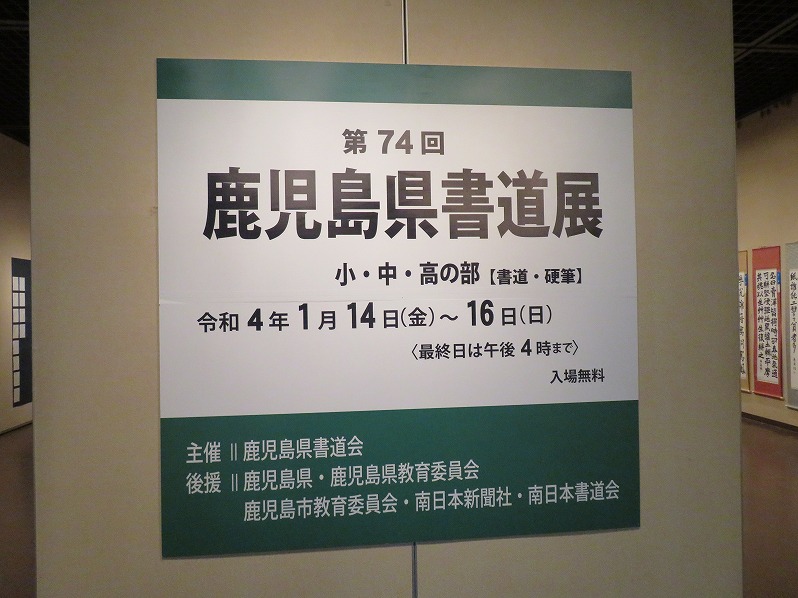 第74回
鹿児島県書道展
小・中・高の部【書道・硬筆】
令和4年1月14日(金)～16日(日)
〈最終日は午後4時まで〉
入場無料
主催||鹿児島県書道会
後援||鹿児島県・鹿児島県教育委員会
鹿児島市教育委員会・南日本新聞社・南日本書道会